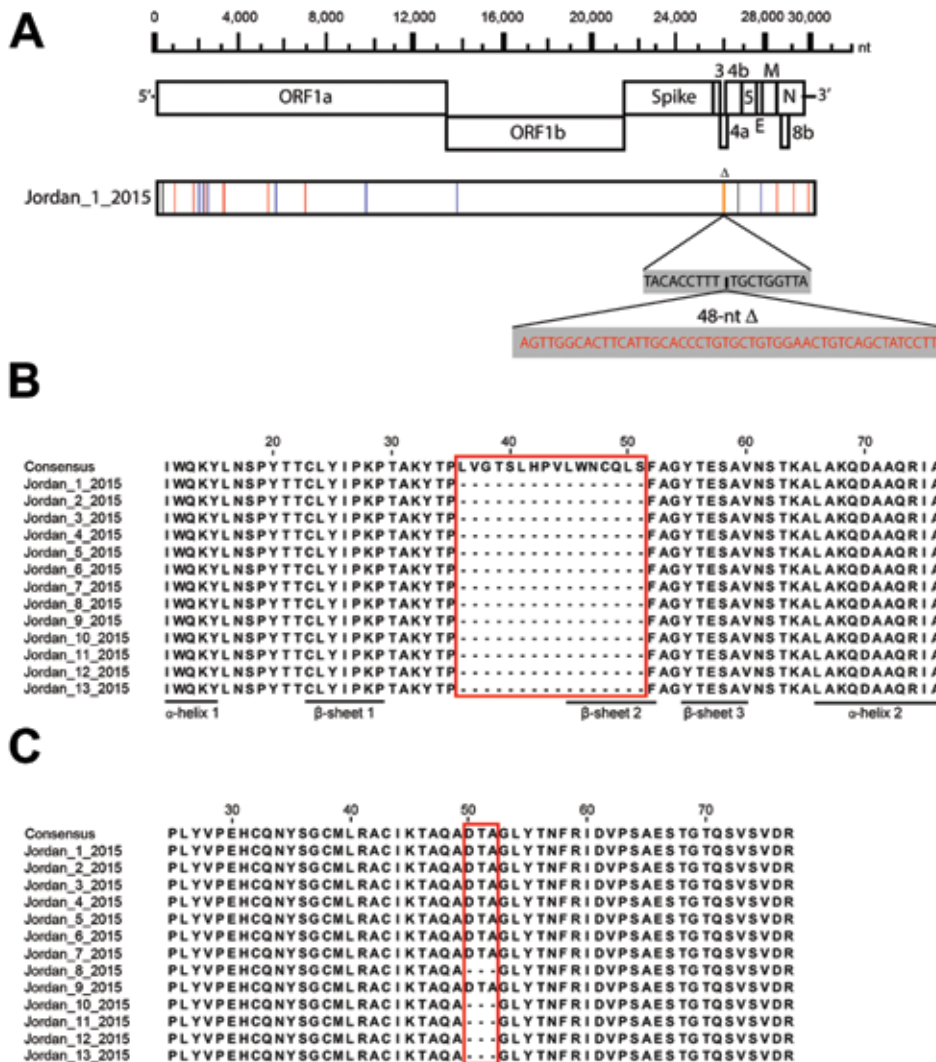 A
0 4,000 8,000 12,000 16,000 20,000 24,000 28,000 30,000 nt
3 4b M
5' ORF1a Spike 5 N 3'
ORF1b 4a E 8b
Δ
Jordan_1_2015
TACACCTTT TGCTGGTTA
48-nt Δ
AGTTGGCACTTCATTGCACCCTGTGCTGTGGAACTGTCAGCTATCCTT
B
20 30 40 50 60 70
Consensus IWQKYLNSPYTTCLYIPKPTAKYTPLVGTSLHPVLWNCQLSFAGYTESAVNSTKALAKQDAAQRIA
Jordan_1_2015 IWQKYLNSPYTTCLYIPKPTAKYTP----------------FAGYTESAVNSTKALAKQDAAQRIA
Jordan_2_2015 IWQKYLNSPYTTCLYIPKPTAKYTP----------------FAGYTESAVNSTKALAKQDAAQRIA
Jordan_3_2015 IWQKYLNSPYTTCLYIPKPTAKYTP----------------FAGYTESAVNSTKALAKQDAAQRIA
Jordan_4_2015 IWQKYLNSPYTTCLYIPKPTAKYTP----------------FAGYTESAVNSTKALAKQDAAQRIA
Jordan_5_2015 IWQKYLNSPYTTCLYIPKPTAKYTP----------------FAGYTESAVNSTKALAKQDAAQRIA
Jordan_6_2015 IWQKYLNSPYTTCLYIPKPTAKYTP----------------FAGYTESAVNSTKALAKQDAAQRIA
Jordan_7_2015 IWQKYLNSPYTTCLYIPKPTAKYTP----------------FAGYTESAVNSTKALAKQDAAQRIA
Jordan_8_2015 IWQKYLNSPYTTCLYIPKPTAKYTP----------------FAGYTESAVNSTKALAKQDAAQRIA
Jordan_9_2015 IWQKYLNSPYTTCLYIPKPTAKYTP----------------FAGYTESAVNSTKALAKQDAAQRIA
Jordan_10_2015 IWQKYLNSPYTTCLYIPKPTAKYTP----------------FAGYTESAVNSTKALAKQDAAQRIA
Jordan_11_2015 IWQKYLNSPYTTCLYIPKPTAKYTP----------------FAGYTESAVNSTKALAKQDAAQRIA
Jordan_12_2015 IWQKYLNSPYTTCLYIPKPTAKYTP----------------FAGYTESAVNSTKALAKQDAAQRIA
Jordan_13_2015 IWQKYLNSPYTTCLYIPKPTAKYTP----------------FAGYTESAVNSTKALAKQDAAQRIA
α-helix 1 β-sheet 1 β-sheet 2 β-sheet 3 α-helix 2
C
30 40 50 60 70
Consensus PLYVPEHCQNYSGCMLRACIKTAQADTAGLYTNFRIDVPSAESTGTQSVSVDR
Jordan_1_2015 PLYVPEHCQNYSGCMLRACIKTAQADTAGLYTNFRIDVPSAESTGTQSVSVDR
Jordan_2_2015 PLYVPEHCQNYSGCMLRACIKTAQADTAGLYTNFRIDVPSAESTGTQSVSVDR
Jordan_3_2015 PLYVPEHCQNYSGCMLRACIKTAQADTAGLYTNFRIDVPSAESTGTQSVSVDR
Jordan_4_2015 PLYVPEHCQNYSGCMLRACIKTAQADTAGLYTNFRIDVPSAESTGTQSVSVDR
Jordan_5_2015 PLYVPEHCQNYSGCMLRACIKTAQADTAGLYTNFRIDVPSAESTGTQSVSVDR
Jordan_6_2015 PLYVPEHCQNYSGCMLRACIKTAQADTAGLYTNFRIDVPSAESTGTQSVSVDR
Jordan_7_2015 PLYVPEHCQNYSGCMLRACIKTAQADTAGLYTNFRIDVPSAESTGTQSVSVDR
Jordan_8_2015 PLYVPEHCQNYSGCMLRACIKTAQA---GLYTNFRIDVPSAESTGTQSVSVDR
Jordan_9_2015 PLYVPEHCQNYSGCMLRACIKTAQADTAGLYTNFRIDVPSAESTGTQSVSVDR
Jordan_10_2015 PLYVPEHCQNYSGCMLRACIKTAQA---GLYTNFRIDVPSAESTGTQSVSVDR
Jordan_11_2015 PLYVPEHCQNYSGCMLRACIKTAQA---GLYTNFRIDVPSAESTGTQSVSVDR
Jordan_12_2015 PLYVPEHCQNYSGCMLRACIKTAQA---GLYTNFRIDVPSAESTGTQSVSVDR
Jordan_13_2015 PLYVPEHCQNYSGCMLRACIKTAQA---GLYTNFRIDVPSAESTGTQSVSVDR